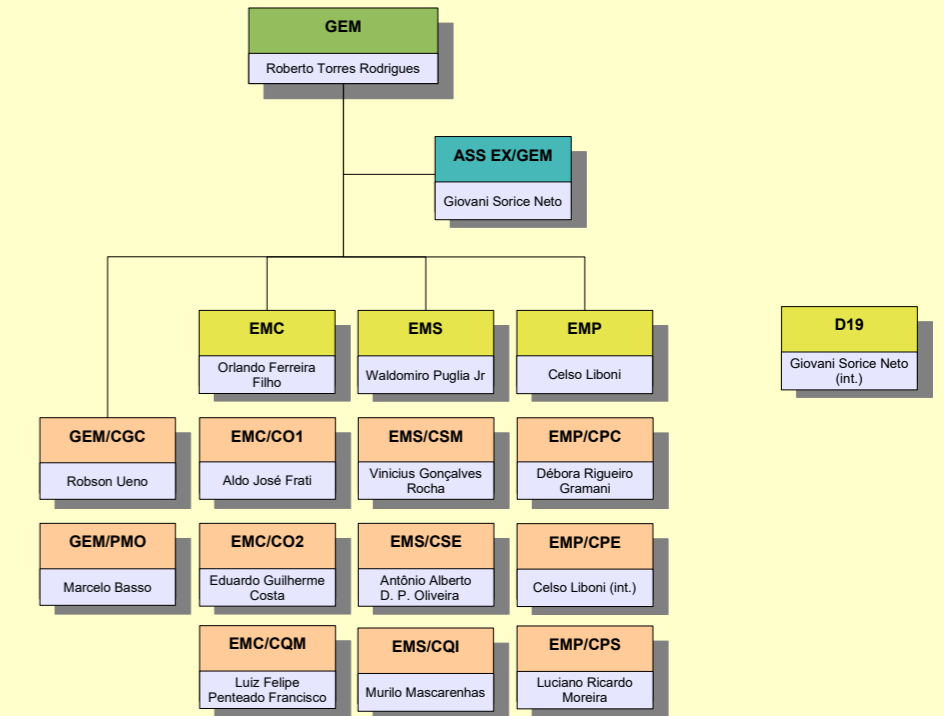 GEM
Roberto Torres Rodrigues
ASS EX/GEM
Giovani Sorice Neto
EMC
Orlando Ferreira
Filho
EMS
Waldomiro Puglia Jr
EMP
Celso Liboni
D19
Giovani Sorice Neto
(int.)
GEM/CGC
Robson Ueno
EMC/CO1
Aldo José Frati
EMS/CSM
Vinicius Gonçalves
Rocha
EMP/CPC
Débora Rigueiro
Gramani
GEM/PMO
Marcelo Basso
EMC/CO2
Eduardo Guilherme
Costa
EMS/CSE
Antônio Alberto
D. P. Oliveira
EMP/CPE
Celso Liboni (int.)
EMC/CQM
Luiz Felipe
Penteado Francisco
EMS/CQI
Murilo Mascarenhas
EMP/CPS
Luciano Ricardo
Moreira